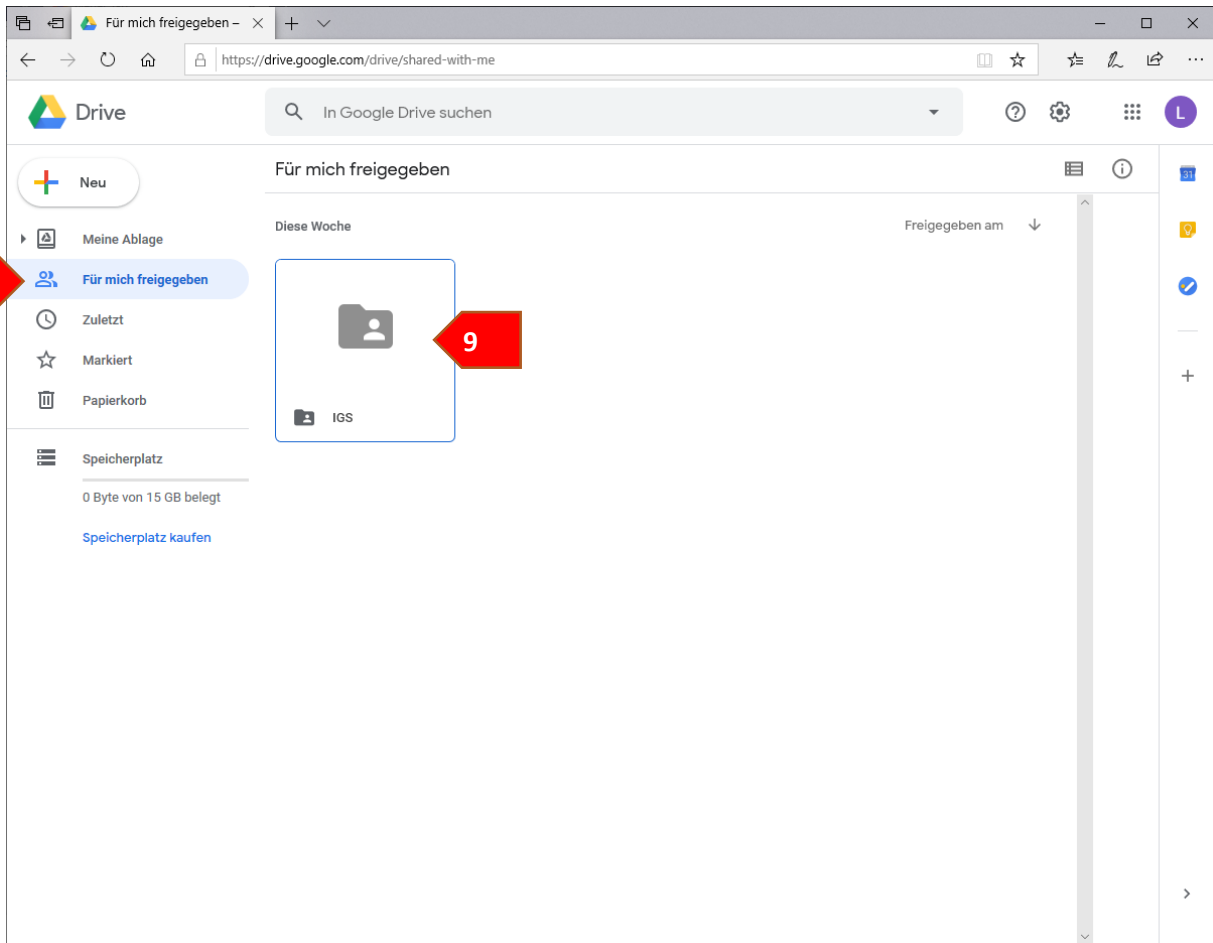 Für mich freigegeben –
https://drive.google.com/drive/shared-with-me
Drive
In Google Drive suchen
L
Neu
Für mich freigegeben
31
Diese Woche
Freigegeben am
Meine Ablage
Für mich freigegeben
Zuletzt
9
Markiert
Papierkorb
IGS
Speicherplatz
0 Byte von 15 GB belegt
Speicherplatz kaufen